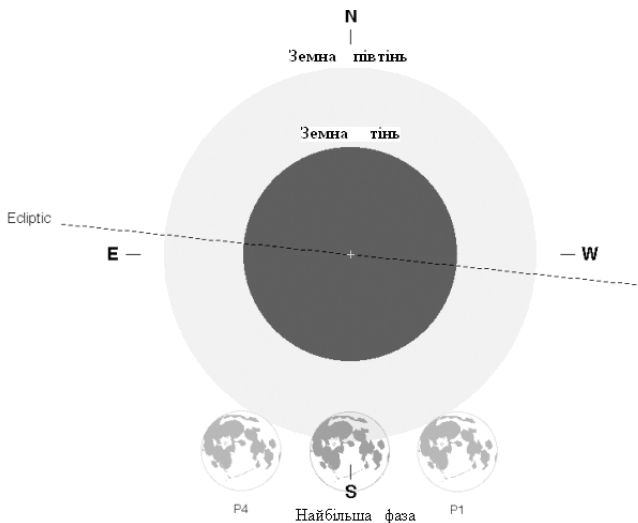 N
Земна півтінь
Земна тінь
Ecliptic
E
W
S
P4
P1
Найбільша фаза